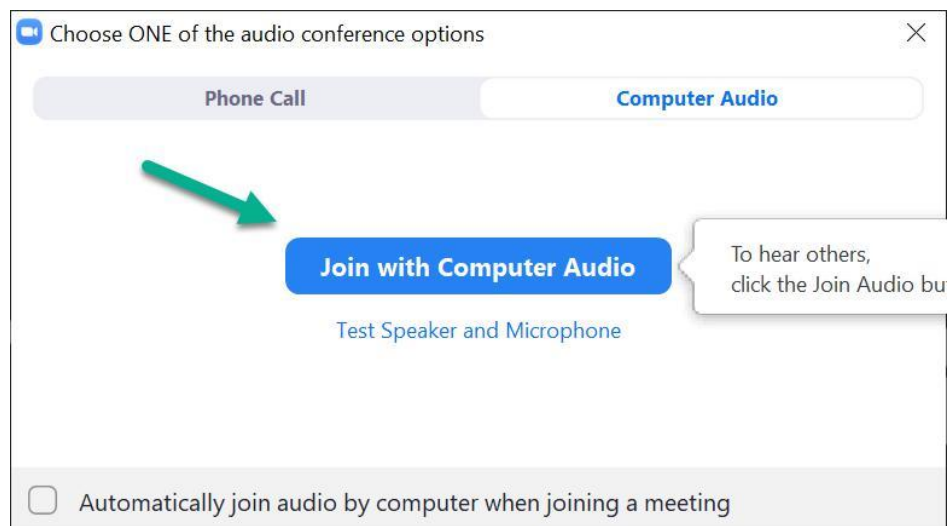 Choose ONE of the audio conference options
Phone Call
Computer Audio
Join with Computer Audio
To hear others,
click the Join Audio
Test Speaker and Microphone
Automatically join audio by computer when joining a meeting